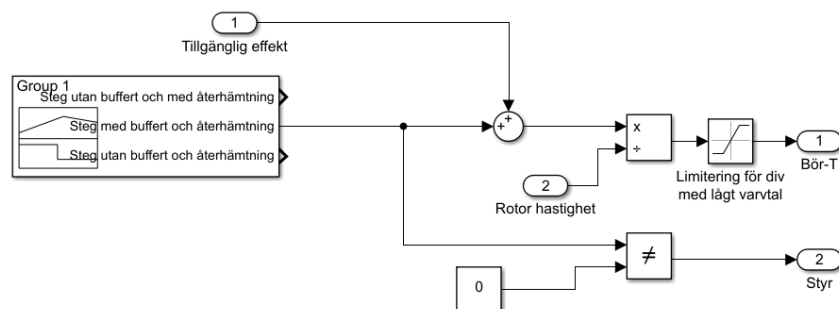 1
Tillgänglig effekt
Group 1
Steg utan buffert och med återhämtning
Steg med buffert och återhämtning
Steg utan buffert och återhämtning
+
+
x
÷
2
Rotor hastighet
Limitering för div
med lågt varvtal
1
Bör-T
≠
0
2
Styr